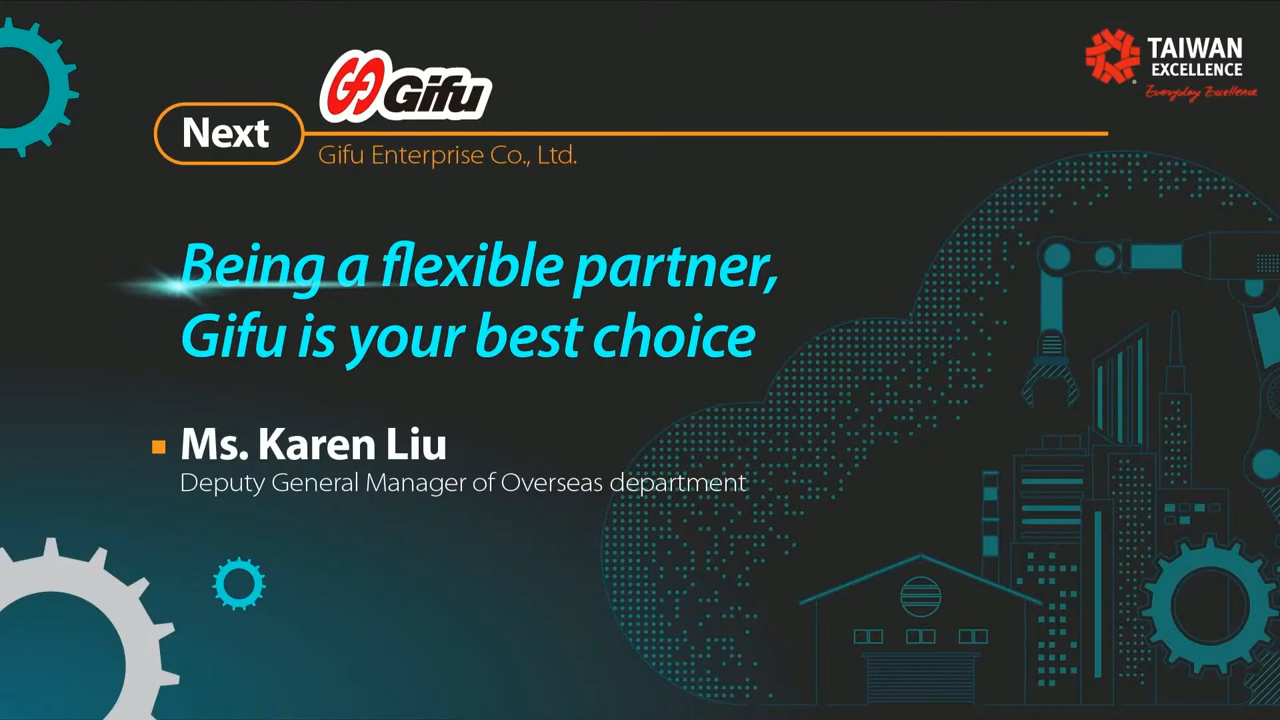 Gifu
TAIWAN
EXCELLENCE
Everyday Excellence
Next
Gifu Enterprise Co., Ltd.
Being a flexible partner,
Gifu is your best choice
Ms. Karen Liu
Deputy General Manager of Overseas department